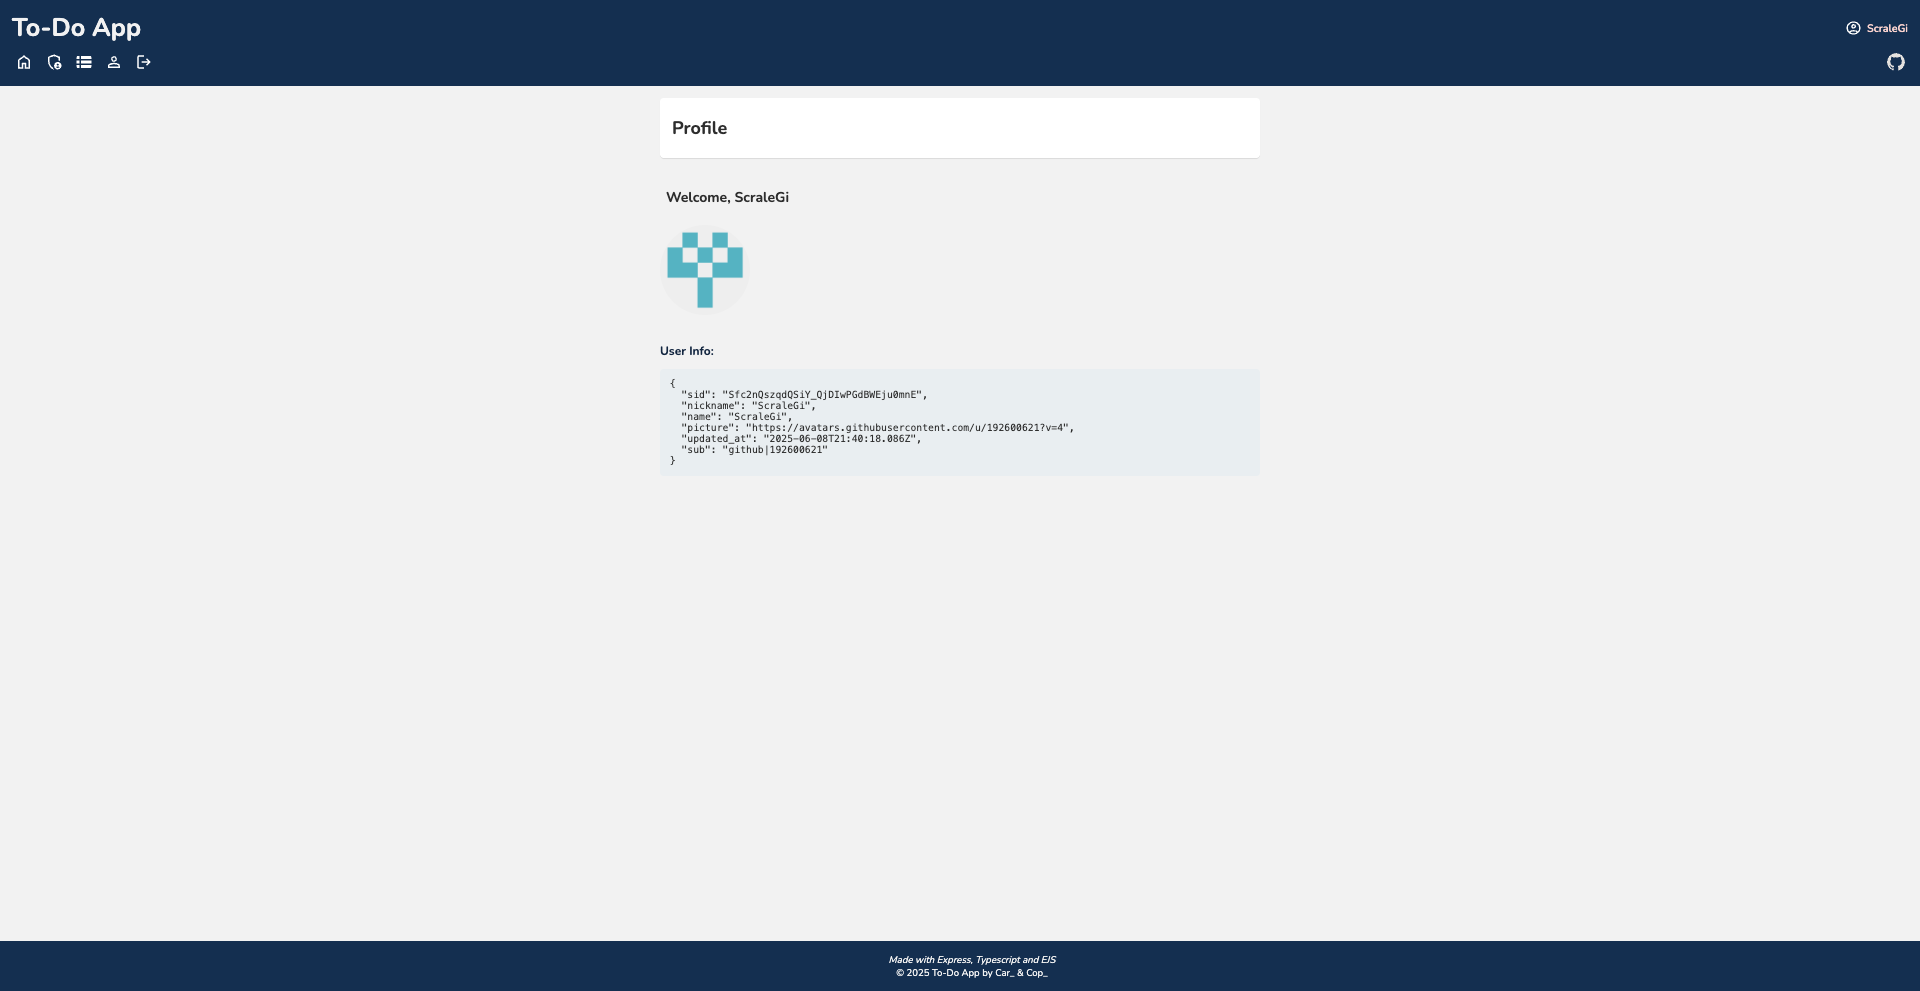 To-Do App
ScraleGi
Profile
Welcome, ScraleGi
User Info:
{
  "sid": "Sfc2nQszqdQSiY_QjDIwPGdBWEju0mnE",
  "nickname": "ScraleGi",
  "name": "ScraleGi",
  "picture": "https://avatars.githubusercontent.com/u/192600621?v=4",
  "updated_at": "2025-06-08T21:40:18.086Z",
  "sub": "github|192600621"
}
Made with Express, Typescript and EJS
© 2025 To-Do App by Car_ & Cop_